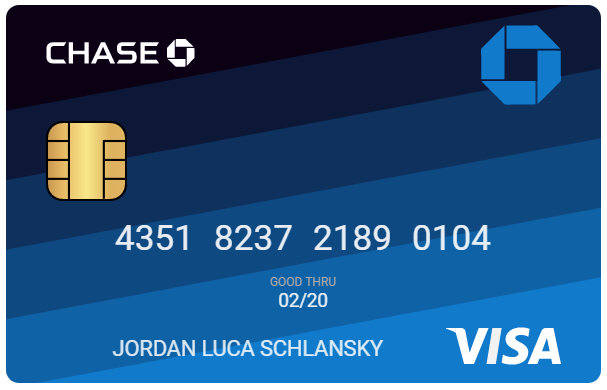 CHASE
4351 8237 2189 0104
GOOD THRU
02/20
JORDAN LUCA SCHLANSKY
VISA